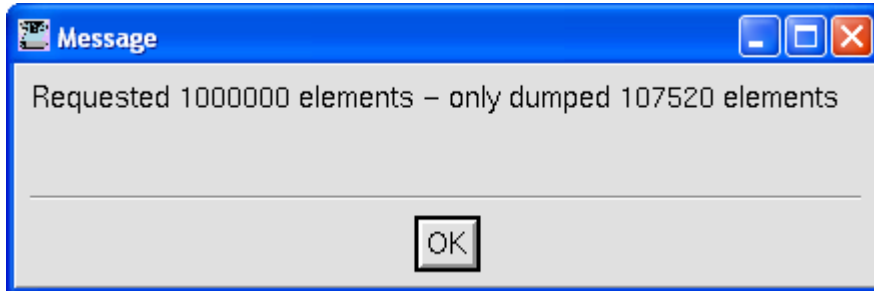 Message
Requested 1000000 elements – only dumped 107520 elements
OK